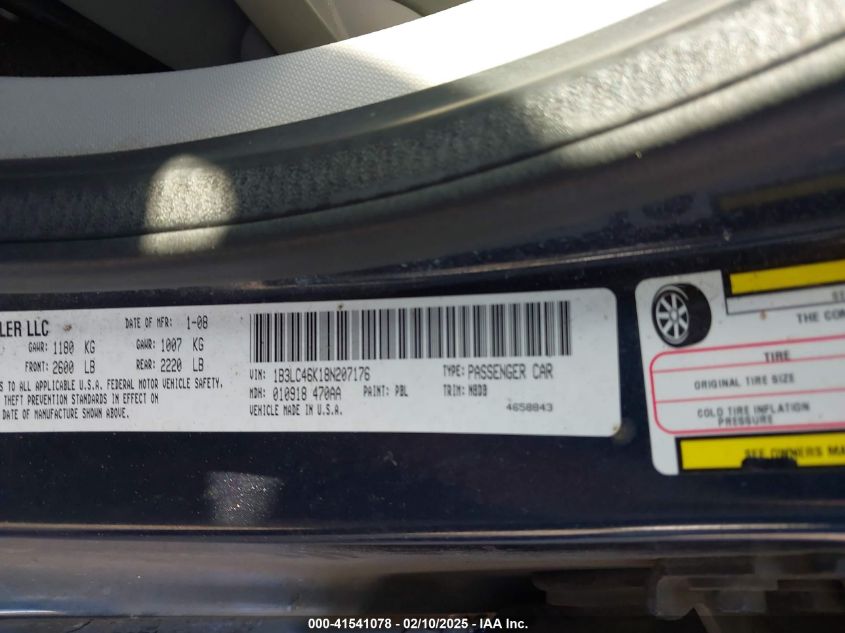 LER LLC
DATE OF MFR: 1-08
GAWR: 1180 KG GAWR: 1007 KG
FRONT: 2600 LB REAR: 2220 LB
S TO ALL APPLICABLE U.S.A. FEDERAL MOTOR VEHICLE SAFETY,
THEFT PREVENTION STANDARDS IN EFFECT ON
DATE OF MANUFACTURE SHOWN ABOVE.
VIN: 1B3LC46K18N207176 TYPE: PASSENGER CAR
MDH: 010918 470AA PAINT: PBL TRIM: NBDB
VEHICLE MADE IN U.S.A. 4658843
THE CON
TIRE
ORIGINAL TIRE SIZE
COLD TIRE INFLATION
PRESSURE
SEE OWNERS MA
000-41541078 - 02/10/2025 - IAA Inc.